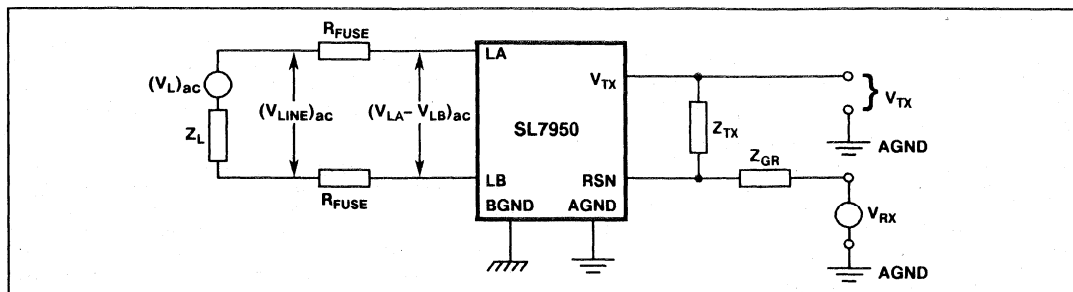 R_FUSE
LA
V_TX
(V_L)ac
(V_LINE)ac
(V_LA – V_LB)ac
} V_TX
SL7950
Z_TX
Z_L
AGND
Z_GR
LB
RSN
R_FUSE
BGND
AGND
V_RX
AGND